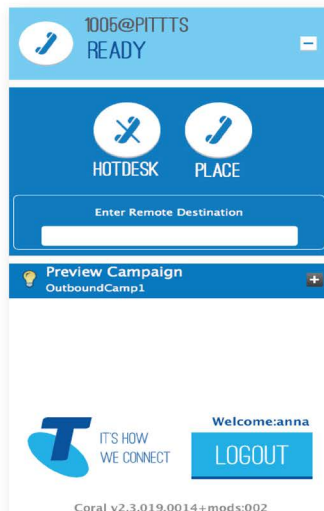 1005@PITTTS
READY
HOTDESK
PLACE
Enter Remote Destination
Preview Campaign
OutboundCamp1
IT'S HOW
WE CONNECT
Welcome:anna
LOGOUT
Coral v2.3.019.0014+mods:002